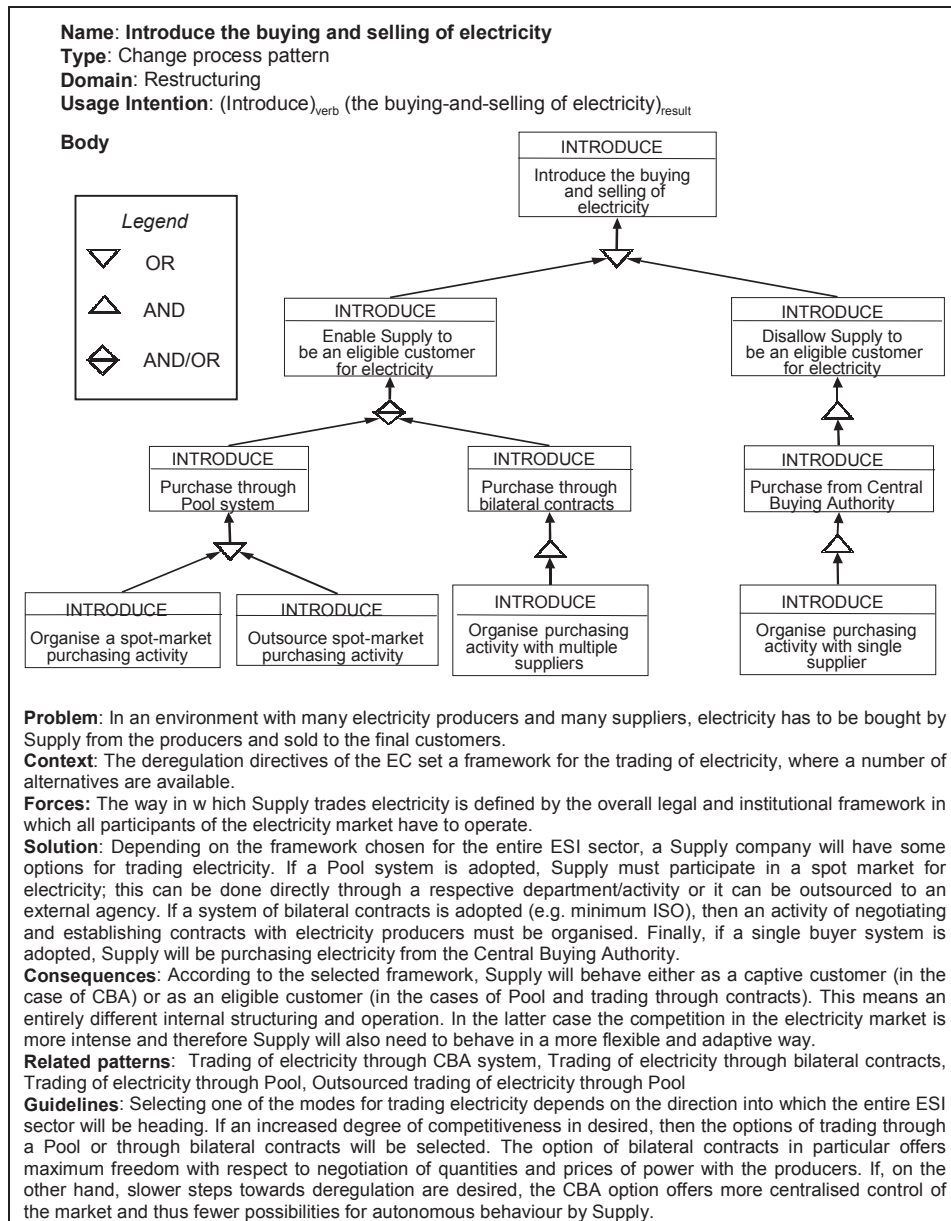 Name: Introduce the buying and selling of electricity
Type: Change process pattern
Domain: Restructuring
Usage Intention: (Introduce)verb (the buying-and-selling of electricity)result
Body
INTRODUCE
Introduce the buying
and selling of
electricity
Legend
OR
AND
AND/OR
INTRODUCE
Enable Supply to
be an eligible customer
for electricity
INTRODUCE
Disallow Supply to
be an eligible customer
for electricity
INTRODUCE
Purchase through
Pool system
INTRODUCE
Purchase through
bilateral contracts
INTRODUCE
Purchase from Central
Buying Authority
INTRODUCE
Organise a spot-market
purchasing activity
INTRODUCE
Outsource spot-market
purchasing activity
INTRODUCE
Organise purchasing
activity with multiple
suppliers
INTRODUCE
Organise purchasing
activity with single
supplier
Problem: In an environment with many electricity producers and many suppliers, electricity has to be bought by
Supply from the producers and sold to the final customers.
Context: The deregulation directives of the EC set a framework for the trading of electricity, where a number of
alternatives are available.
Forces: The way in w hich Supply trades electricity is defined by the overall legal and institutional framework in
which all participants of the electricity market have to operate.
Solution: Depending on the framework chosen for the entire ESI sector, a Supply company will have some
options for trading electricity. If a Pool system is adopted, Supply must participate in a spot market for
electricity; this can be done directly through a respective department/activity or it can be outsourced to an
external agency. If a system of bilateral contracts is adopted (e.g. minimum ISO), then an activity of negotiating
and establishing contracts with electricity producers must be organised. Finally, if a single buyer system is
adopted, Supply will be purchasing electricity from the Central Buying Authority.
Consequences: According to the selected framework, Supply will behave either as a captive customer (in the
case of CBA) or as an eligible customer (in the cases of Pool and trading through contracts). This means an
entirely different internal structuring and operation. In the latter case the competition in the electricity market is
more intense and therefore Supply will also need to behave in a more flexible and adaptive way.
Related patterns: Trading of electricity through CBA system, Trading of electricity through bilateral contracts,
Trading of electricity through Pool, Outsourced trading of electricity through Pool
Guidelines: Selecting one of the modes for trading electricity depends on the direction into which the entire ESI
sector will be heading. If an increased degree of competitiveness in desired, then the options of trading through
a Pool or through bilateral contracts will be selected. The option of bilateral contracts in particular offers
maximum freedom with respect to negotiation of quantities and prices of power with the producers. If, on the
other hand, slower steps towards deregulation are desired, the CBA option offers more centralised control of
the market and thus fewer possibilities for autonomous behaviour by Supply.